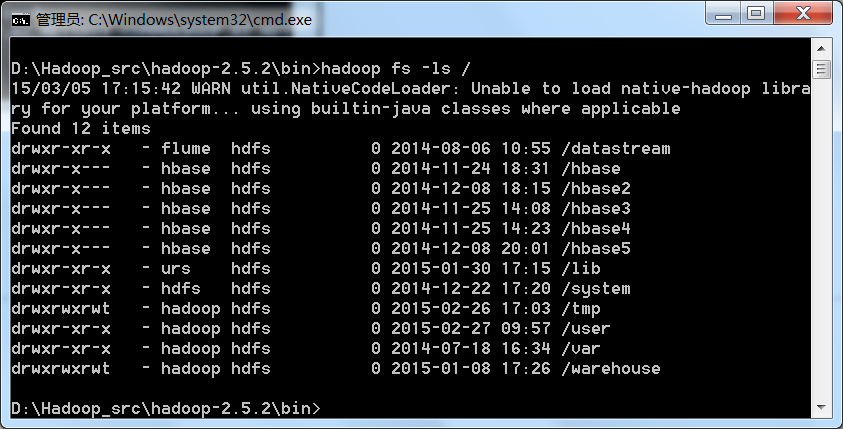 管理员: C:\Windows\system32\cmd.exe
D:\Hadoop_src\hadoop-2.5.2\bin>hadoop fs -ls /
15/03/05 17:15:42 WARN util.NativeCodeLoader: Unable to load native-hadoop libra
ry for your platform... using builtin-java classes where applicable
Found 12 items
drwxr-xr-x   - flume  hdfs          0 2014-08-06 10:55 /datastream
drwxr-x---   - hbase  hdfs          0 2014-11-24 18:31 /hbase
drwxr-x---   - hbase  hdfs          0 2014-12-08 18:15 /hbase2
drwxr-x---   - hbase  hdfs          0 2014-11-25 14:08 /hbase3
drwxr-x---   - hbase  hdfs          0 2014-11-25 14:23 /hbase4
drwxr-x---   - hbase  hdfs          0 2014-12-08 20:01 /hbase5
drwxr-xr-x   - urs    hdfs          0 2015-01-30 17:15 /lib
drwxr-xr-x   - hdfs   hdfs          0 2014-12-22 17:20 /system
drwxrwxrwt   - hadoop hdfs          0 2015-02-26 17:03 /tmp
drwxr-xr-x   - hadoop hdfs          0 2015-02-27 09:57 /user
drwxr-xr-x   - hadoop hdfs          0 2014-07-18 16:34 /var
drwxrwxrwt   - hadoop hdfs          0 2015-01-08 17:26 /warehouse
D:\Hadoop_src\hadoop-2.5.2\bin>